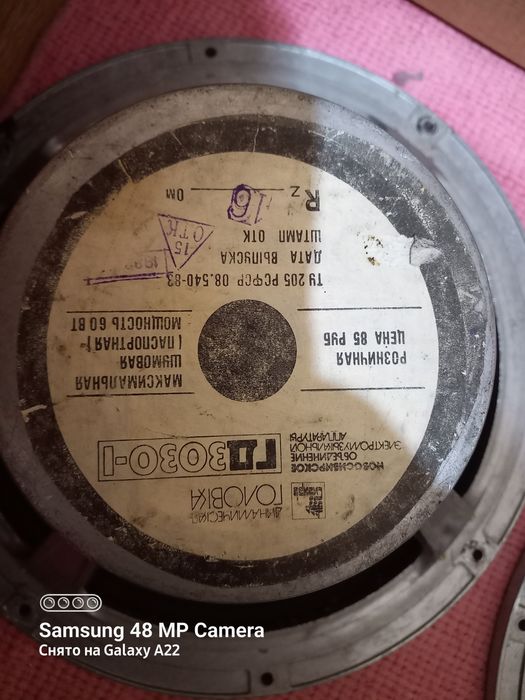 ДИНАМИЧЕСКАЯ
ГОЛОВКА
НОВОСИБИРСКОЕ
ОБЪЕДИНЕНИЕ
ЭЛЕКТРОМУЗЫКАЛЬНОЙ
АППАРАТУРЫ
ГД3030-1
МАКСИМАЛЬНАЯ
ШУМОВАЯ
(ПАСПОРТНАЯ)-
МОЩНОСТЬ 60 ВТ
РОЗНИЧНАЯ
ЦЕНА 85 РУБ
ТУ 205 РСФСР 08.540-83
ДАТА ВЫПУСКА
ШТАМП ОТК
15
ОТК
Rz 16 Ом
Samsung 48 MP Camera
Снято на Galaxy A22